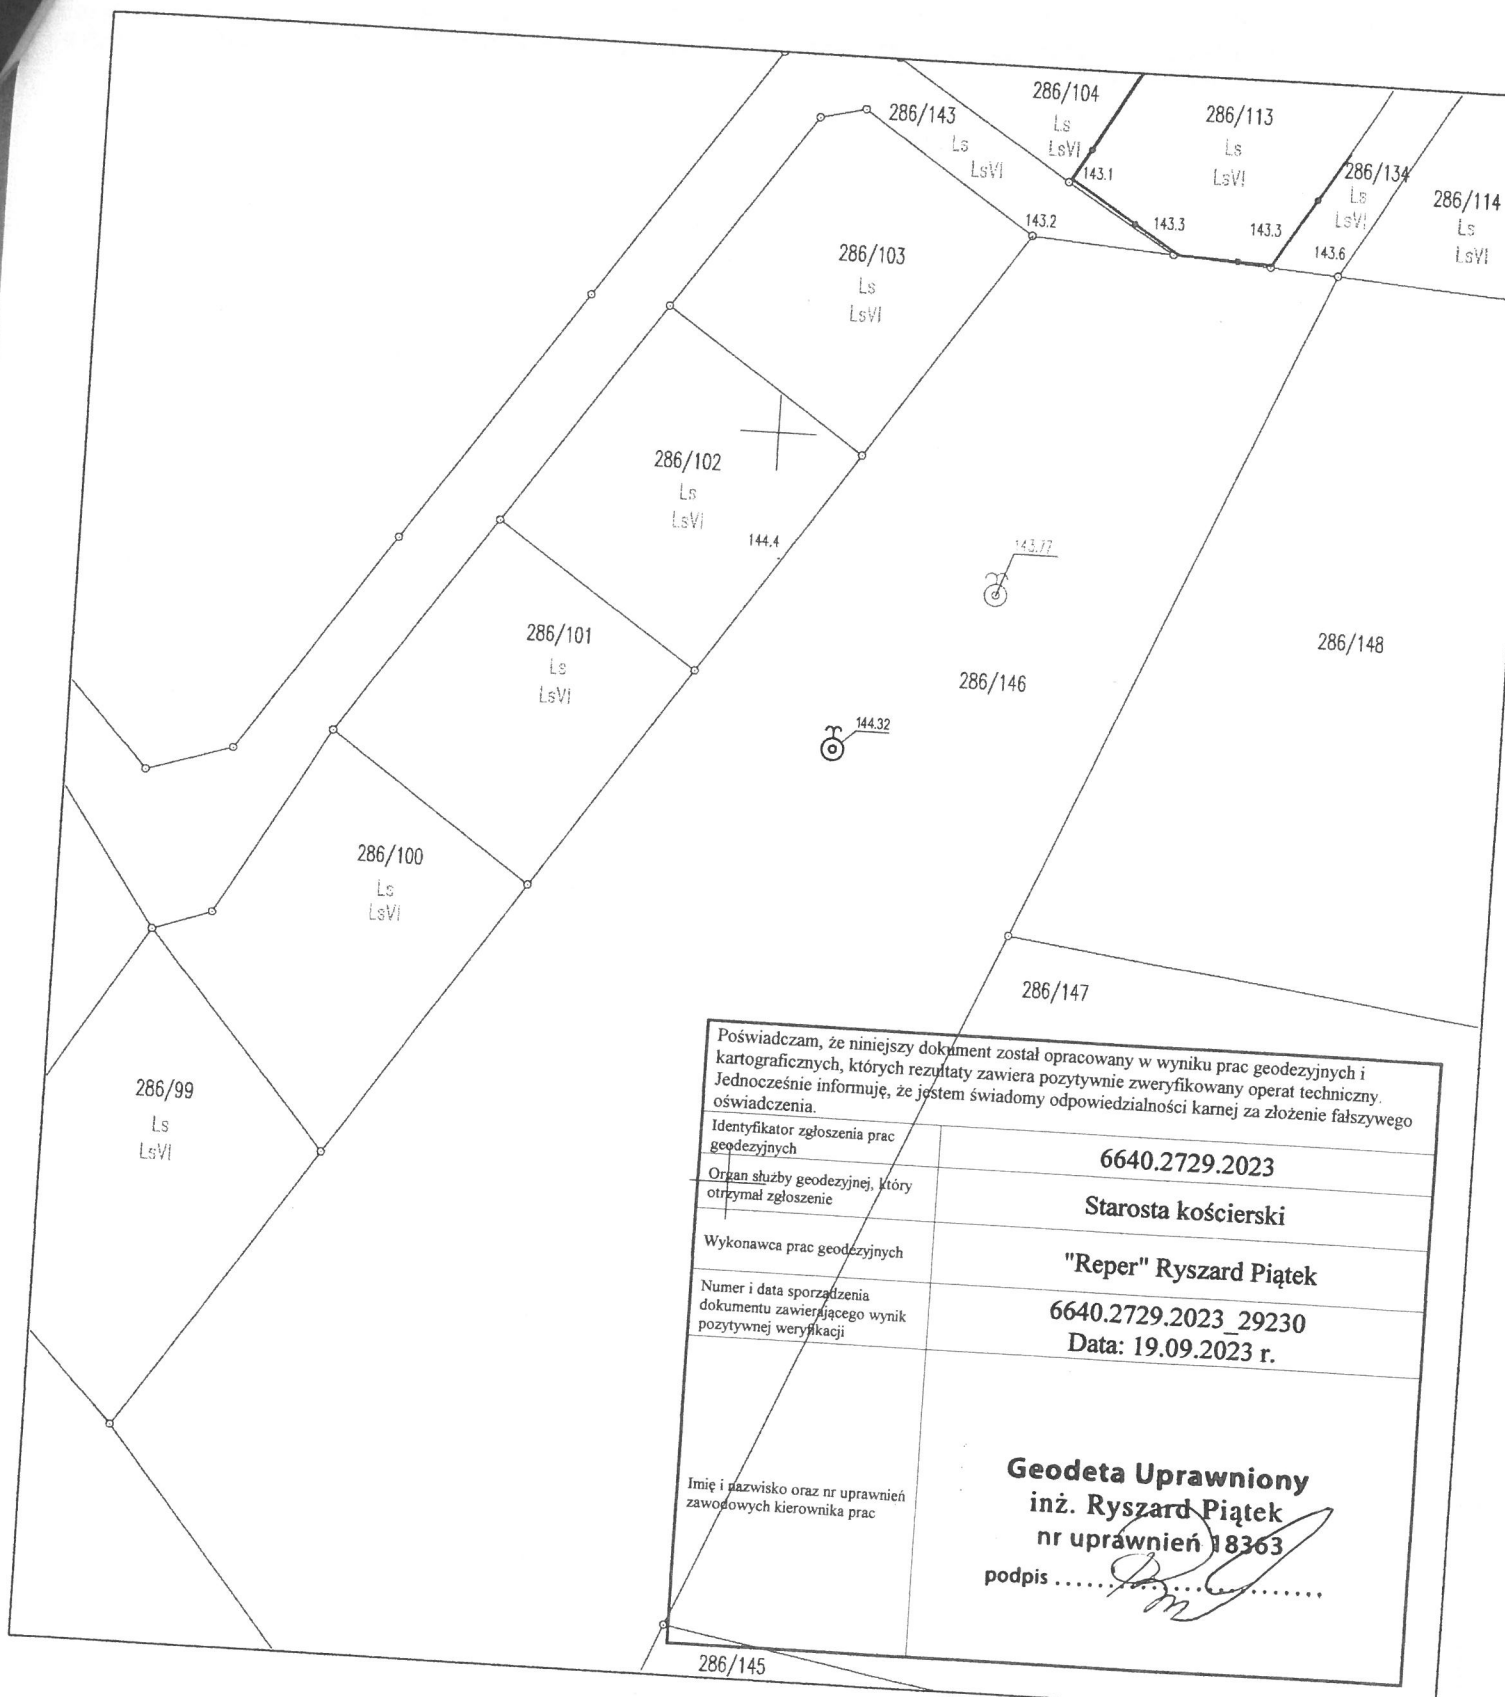 286/104
Ls
LsVI
286/113
Ls
LsVI
286/143
Ls
LsVI
286/134
Ls
LsVI
286/114
Ls
LsVI
143.1
143.2
143.3
143.3
143.6
286/103
Ls
LsVI
286/102
Ls
LsVI
144.4
143.77
286/101
Ls
LsVI
286/148
286/146
144.32
286/100
Ls
LsVI
286/147
286/99
Ls
LsVI
Poświadczam, że niniejszy dokument został opracowany w wyniku prac geodezyjnych i
kartograficznych, których rezultaty zawiera pozytywnie zweryfikowany operat techniczny.
Jednocześnie informuję, że jestem świadomy odpowiedzialności karnej za złożenie fałszywego
oświadczenia.
Identyfikator zgłoszenia prac
geodezyjnych
6640.2729.2023
Organ służby geodezyjnej, który
otrzymał zgłoszenie
Starosta kościerski
Wykonawca prac geodezyjnych
"Reper" Ryszard Piątek
Numer i data sporządzenia
dokumentu zawierającego wynik
pozytywnej weryfikacji
6640.2729.2023_29230
Data: 19.09.2023 r.
Imię i nazwisko oraz nr uprawnień
zawodowych kierownika prac
Geodeta Uprawniony
inż. Ryszard Piątek
nr uprawnień 18363
podpis ..............................
286/145